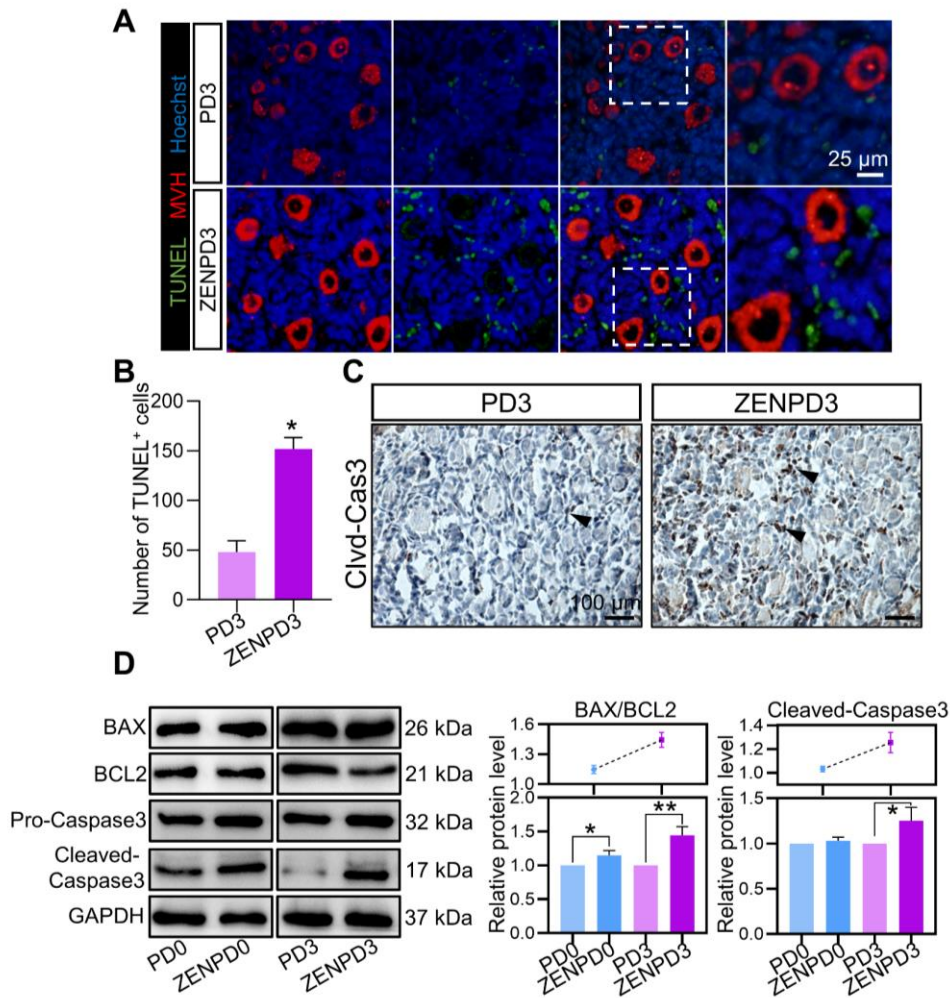 A
TUNEL MVH Hoechst
PD3
ZENPD3
25 µm
B
Number of TUNEL⁺ cells
200
150
100
50
0
*
PD3
ZENPD3
C
PD3
ZENPD3
Clvd-Cas3
100 µm
D
BAX
26 kDa
BCL2
21 kDa
Pro-Caspase3
32 kDa
Cleaved-
Caspase3
17 kDa
GAPDH
37 kDa
PD0
ZENPD0
PD3
ZENPD3
BAX/BCL2
1.6
1.3
1.0
Relative protein level
2.0
1.5
1.0
0.5
0.0
*
**
PD0
ZENPD0
PD3
ZENPD3
Cleaved-Caspase3
1.4
1.2
1.0
Relative protein level
1.5
1.0
0.5
0.0
*
PD0
ZENPD0
PD3
ZENPD3